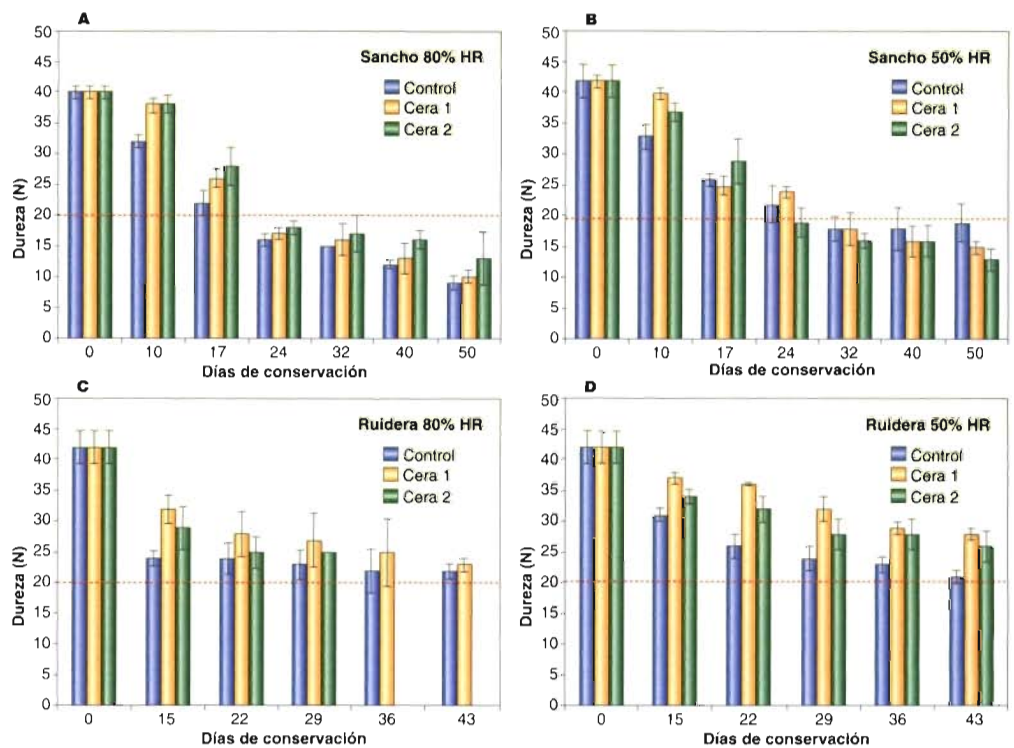 A
Sancho 80% HR
Control
Cera 1
Cera 2
Dureza (N)
50
45
40
35
30
25
20
15
10
5
0
0 10 17 24 32 40 50
Días de conservación
B
Sancho 50% HR
Control
Cera 1
Cera 2
Dureza (N)
50
45
40
35
30
25
20
15
10
5
0
0 10 17 24 32 40 50
Días de conservación
C
Ruidera 80% HR
Control
Cera 1
Cera 2
Dureza (N)
50
45
40
35
30
25
20
15
10
5
0
0 15 22 29 36 43
Días de conservación
D
Ruidera 50% HR
Control
Cera 1
Cera 2
Dureza (N)
50
45
40
35
30
25
20
15
10
5
0
0 15 22 29 36 43
Días de conservación